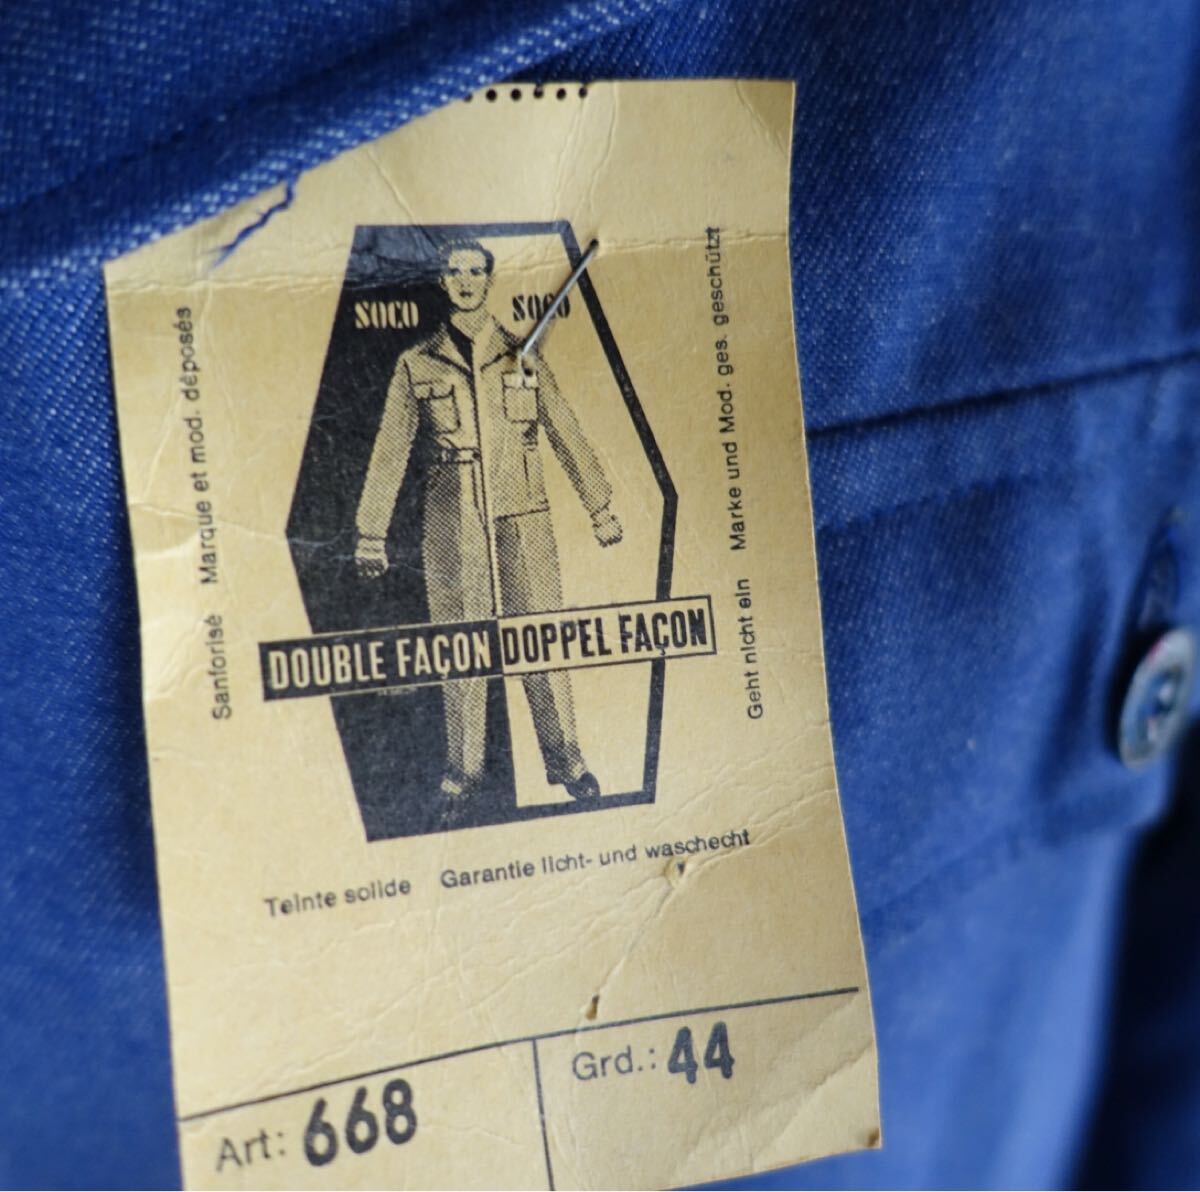 SOCO SOCO
Sanforisé Marque et mod. déposés
Geht nicht ein Marke und Mod. ges. geschützt
DOUBLE FAÇON DOPPEL FAÇON
Teinte solide Garantie licht- und waschecht
Art: 668 Grd.: 44